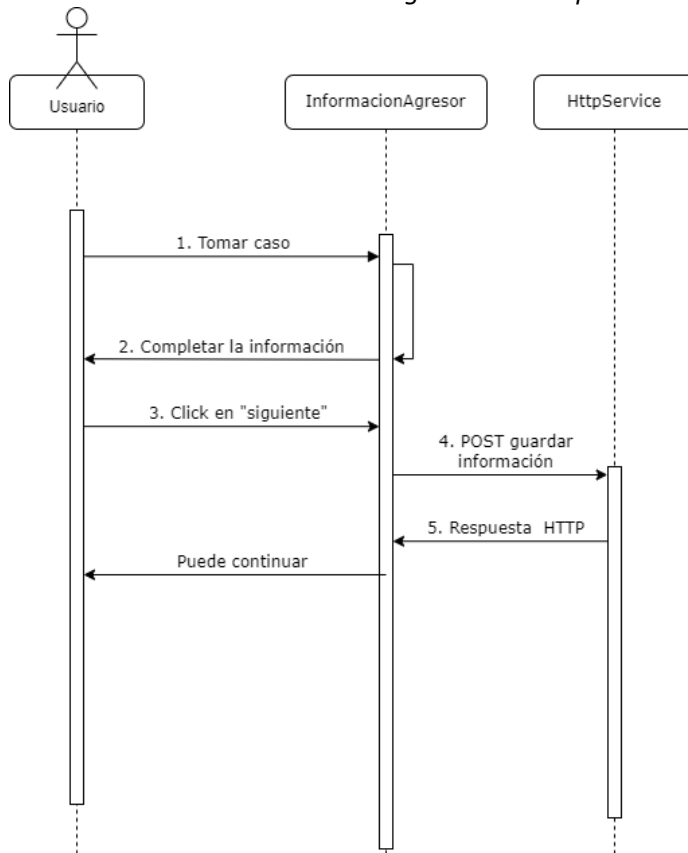 Usuario
InformacionAgresor
HttpService
1. Tomar caso
2. Completar la información
3. Click en "siguiente"
4. POST guardar
información
5. Respuesta HTTP
Puede continuar